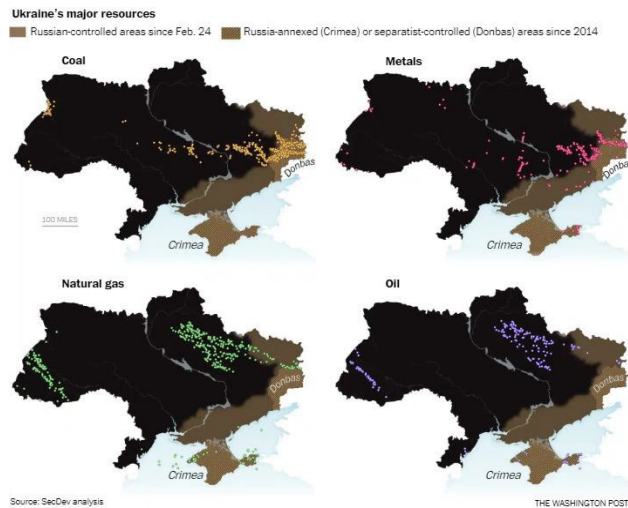 Ukraine's major resources
Russian-controlled areas since Feb. 24 Russia-annexed (Crimea) or separatist-controlled (Donbas) areas since 2014
Coal
Donbas
100 MILES
Crimea
Metals
Donbas
Crimea
Natural gas
Donbas
Crimea
Oil
Donbas
Crimea
Source: SecDev analysis
THE WASHINGTON POST